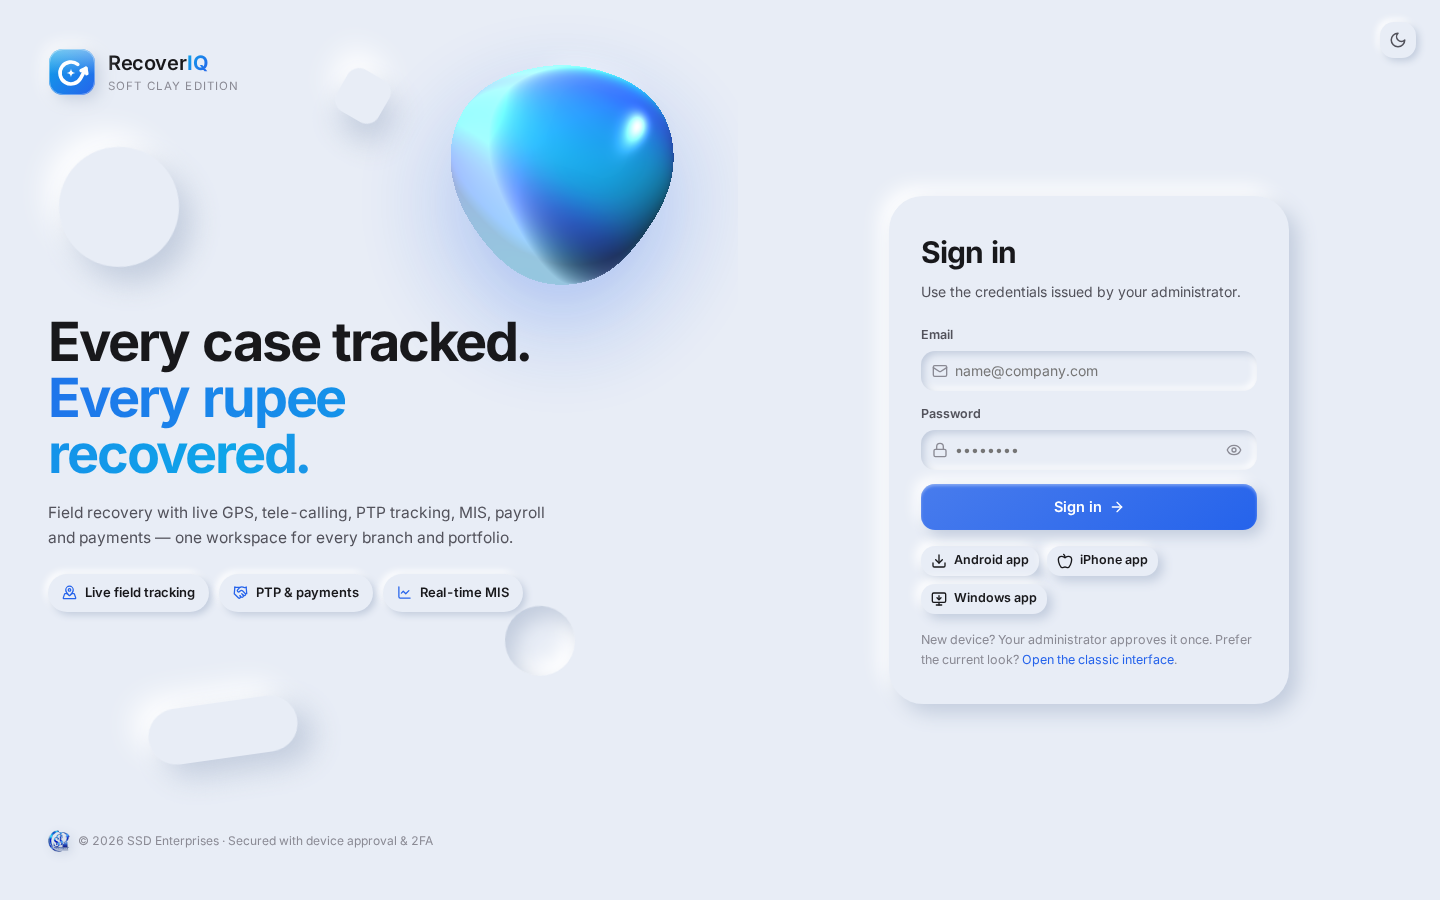 RecoverIQ
SOFT CLAY EDITION
Every case tracked.
Every rupee
recovered.
Field recovery with live GPS, tele-calling, PTP tracking, MIS, payroll
and payments — one workspace for every branch and portfolio.
Live field tracking
PTP & payments
Real-time MIS
© 2026 SSD Enterprises · Secured with device approval & 2FA
Sign in
Use the credentials issued by your administrator.
Email
name@company.com
Password
••••••••
Sign in →
Android app
iPhone app
Windows app
New device? Your administrator approves it once. Prefer
the current look? Open the classic interface.